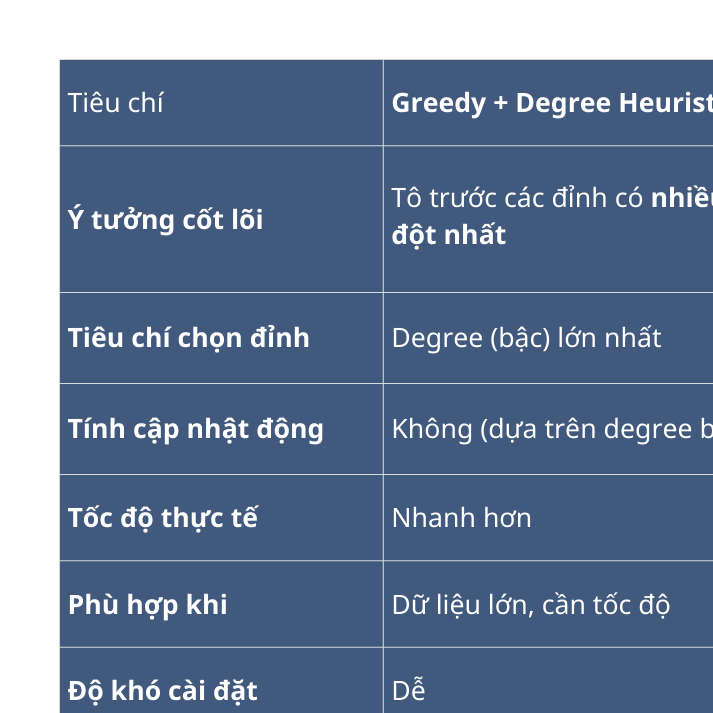 Tiêu chí
Greedy + Degree Heurist
Ý tưởng cốt lõi
Tô trước các đỉnh có nhiều
đột nhất
Tiêu chí chọn đỉnh
Degree (bậc) lớn nhất
Tính cập nhật động
Không (dựa trên degree b
Tốc độ thực tế
Nhanh hơn
Phù hợp khi
Dữ liệu lớn, cần tốc độ
Độ khó cài đặt
Dễ